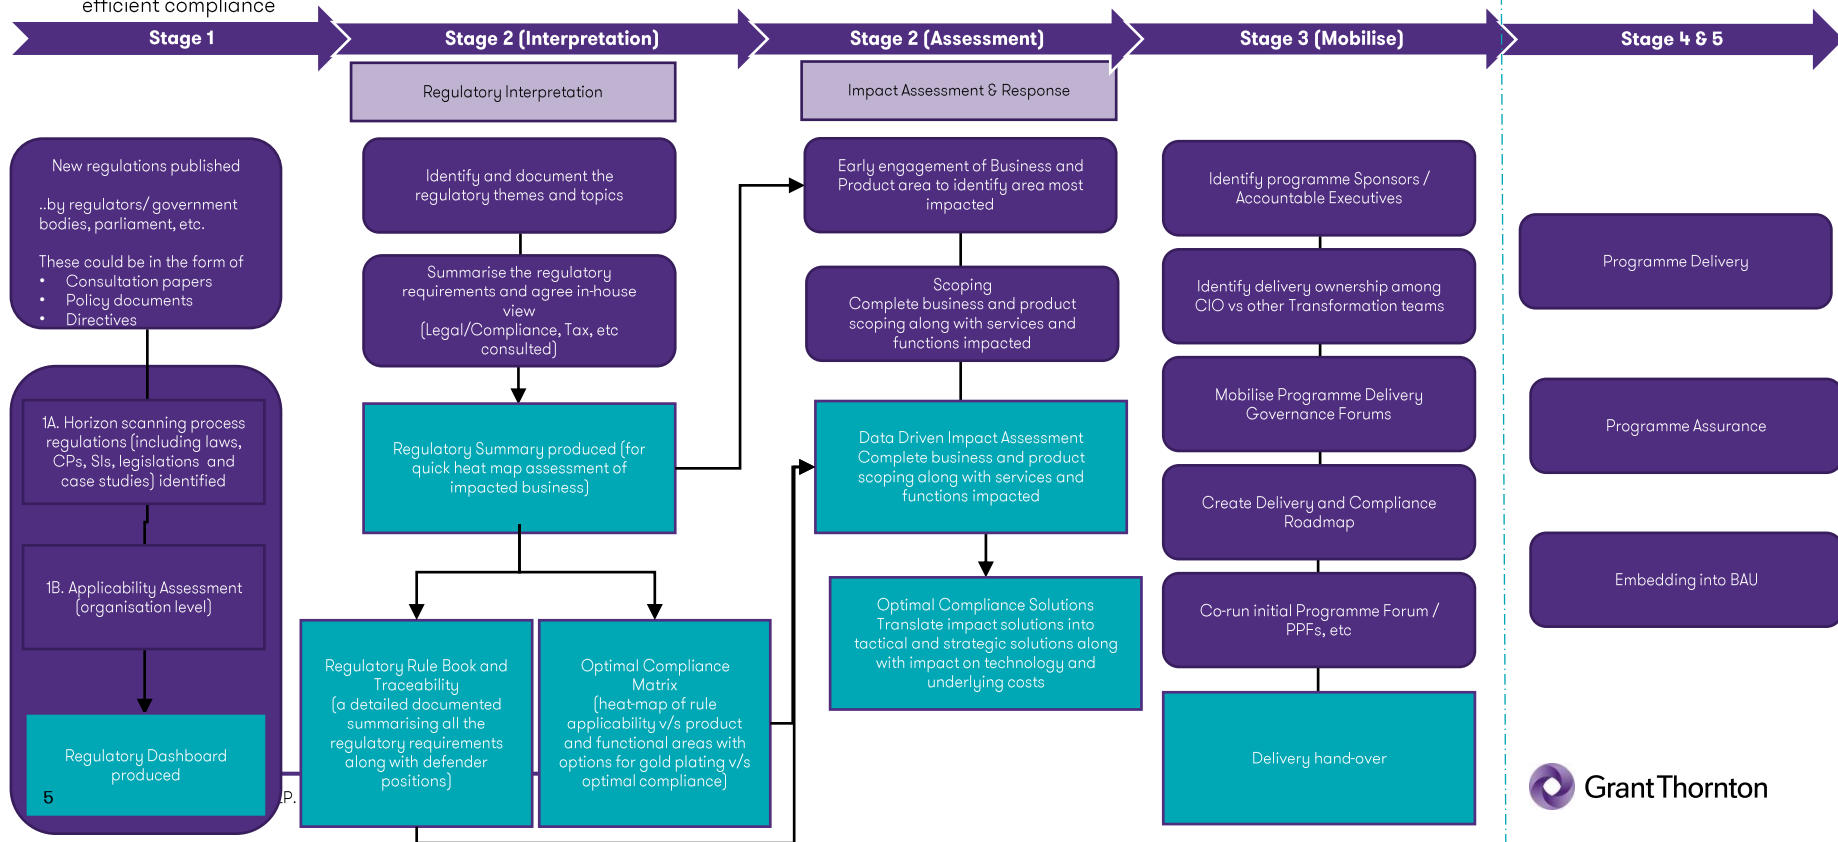 efficient compliance
Stage 1
Stage 2 (Interpretation)
Stage 2 (Assessment)
Stage 3 (Mobilise)
Stage 4 & 5
Regulatory Interpretation
Impact Assessment & Response
New regulations published
..by regulators/ government
bodies, parliament, etc.
These could be in the form of
• Consultation papers
• Policy documents
• Directives
1A. Horizon scanning process
regulations (including laws,
CPs, SIs, legislations and
case studies) identified
1B. Applicability Assessment
(organisation level)
Regulatory Dashboard
produced
5
LP.
Identify and document the
regulatory themes and topics
Summarise the regulatory
requirements and agree in-house
view
(Legal/Compliance, Tax, etc
consulted)
Regulatory Summary produced (for
quick heat map assessment of
impacted business)
Regulatory Rule Book and
Traceability
(a detailed documented
summarising all the
regulatory requirements
along with defender
positions)
Optimal Compliance
Matrix
(heat-map of rule
applicability v/s product
and functional areas with
options for gold plating v/s
optimal compliance)
Early engagement of Business and
Product area to identify area most
impacted
Scoping
Complete business and product
scoping along with services and
functions impacted
Data Driven Impact Assessment
Complete business and product
scoping along with services and
functions impacted
Optimal Compliance Solutions
Translate impact solutions into
tactical and strategic solutions along
with impact on technology and
underlying costs
Identify programme Sponsors /
Accountable Executives
Identify delivery ownership among
CIO vs other Transformation teams
Mobilise Programme Delivery
Governance Forums
Create Delivery and Compliance
Roadmap
Co-run initial Programme Forum /
PPFs, etc
Delivery hand-over
Programme Delivery
Programme Assurance
Embedding into BAU
Grant Thornton